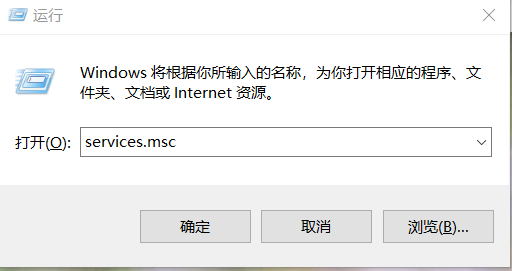 运行
Windows 将根据你所输入的名称，为你打开相应的程序、文
件夹、文档或 Internet 资源。
打开(O): services.msc
确定 取消 浏览(B)...